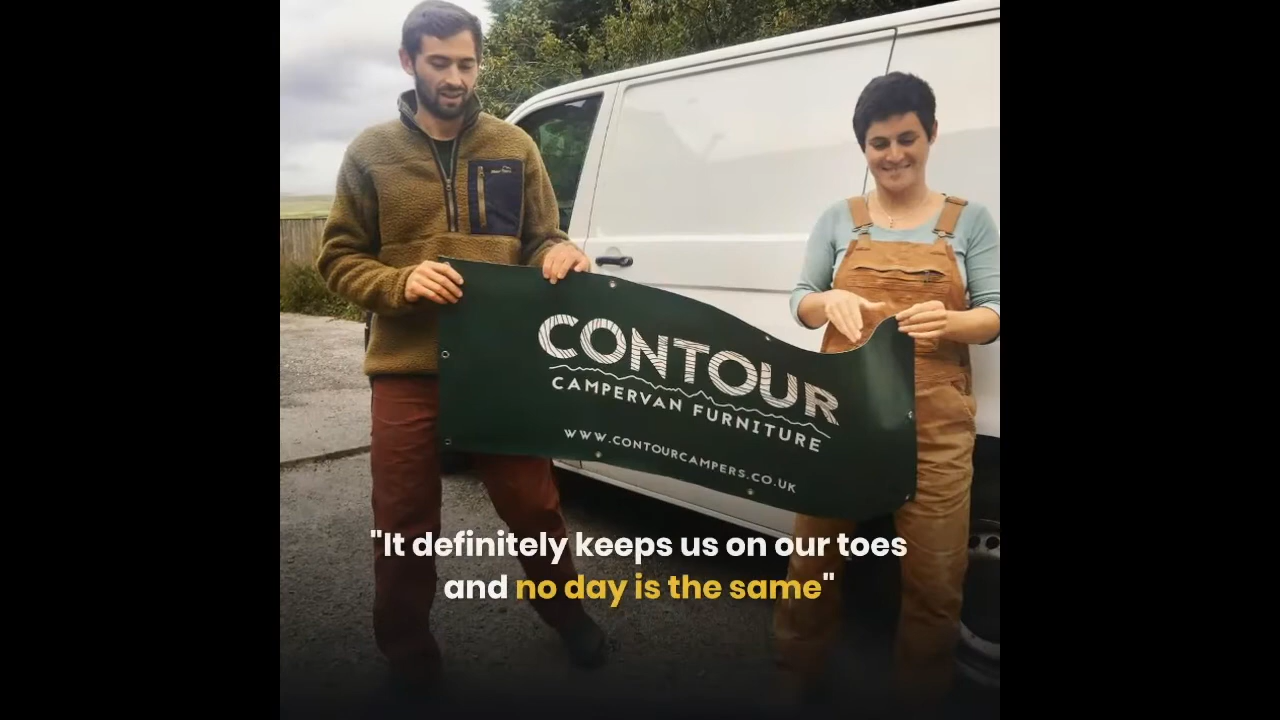 CONTOUR
CAMPERVAN FURNITURE
WWW.CONTOURCAMPERS.CO.UK
"It definitely keeps us on our toes
and no day is the same"